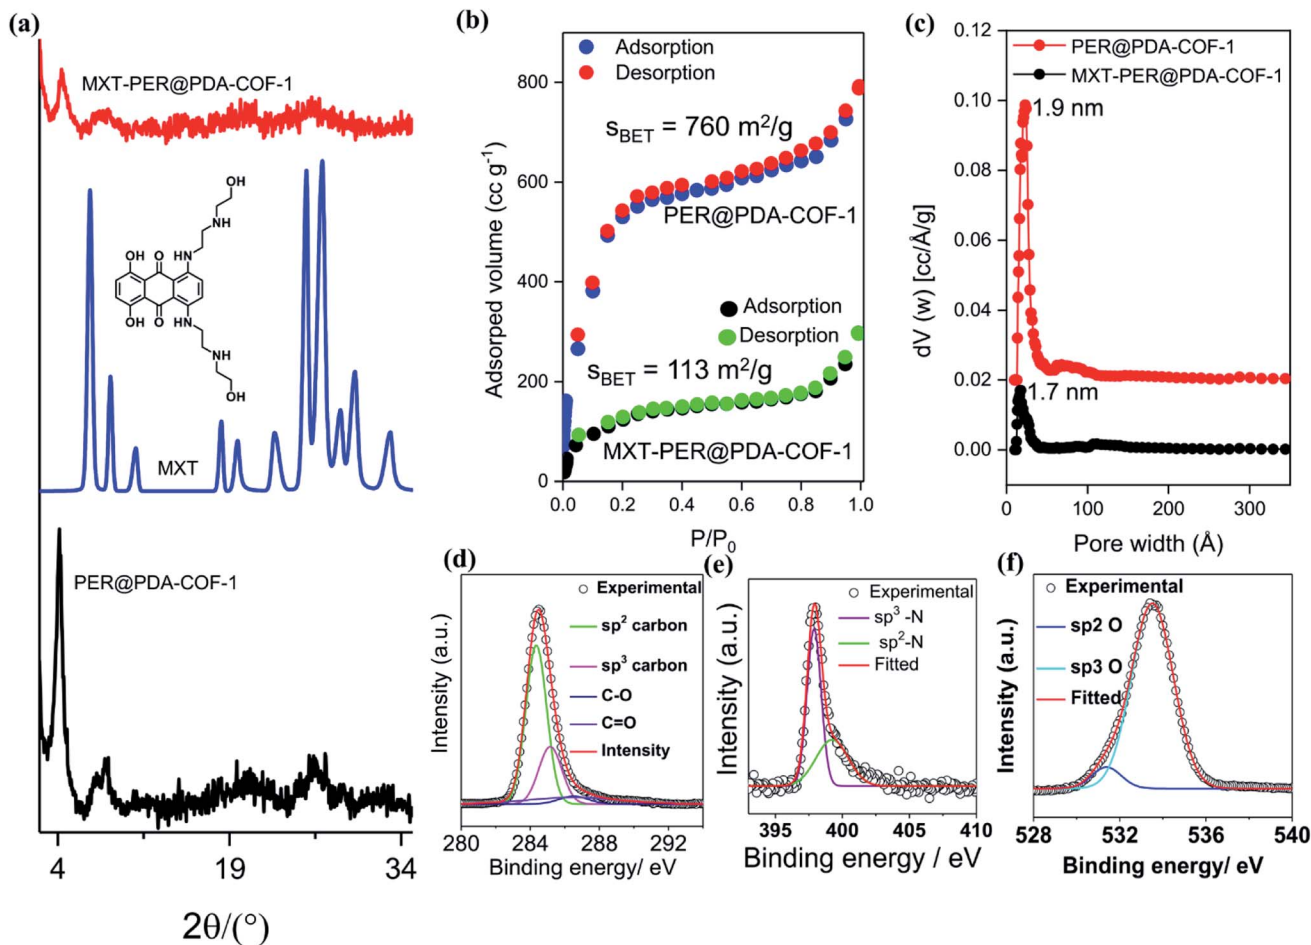 (a)
MXT-PER@PDA-COF-1
OH
NH
OH O HN
OH O HN
NH
OH
MXT
PER@PDA-COF-1
4 19 34
2θ/(°)
(b)
Adsorption
Desorption
s_BET = 760 m²/g
PER@PDA-COF-1
Adsorption
Desorption
s_BET = 113 m²/g
MXT-PER@PDA-COF-1
Adsorped volume (cc g⁻¹)
800
600
400
200
0
0.0 0.2 0.4 0.6 0.8 1.0
P/P₀
(c)
PER@PDA-COF-1
MXT-PER@PDA-COF-1
1.9 nm
1.7 nm
dV (w) [cc/Å/g]
0.12
0.10
0.08
0.06
0.04
0.02
0.00
0 100 200 300
Pore width (Å)
(d)
Experimental
sp² carbon
sp³ carbon
C-O
C=O
Intensity
Intensity (a.u.)
280 284 288 292
Binding energy/ eV
(e)
Experimental
sp³ -N
sp²-N
Fitted
Intensity (a.u.)
395 400 405 410
Binding energy / eV
(f)
Experimental
sp2 O
sp3 O
Fitted
Intensity (a.u.)
528 532 536 540
Binding energy/ eV